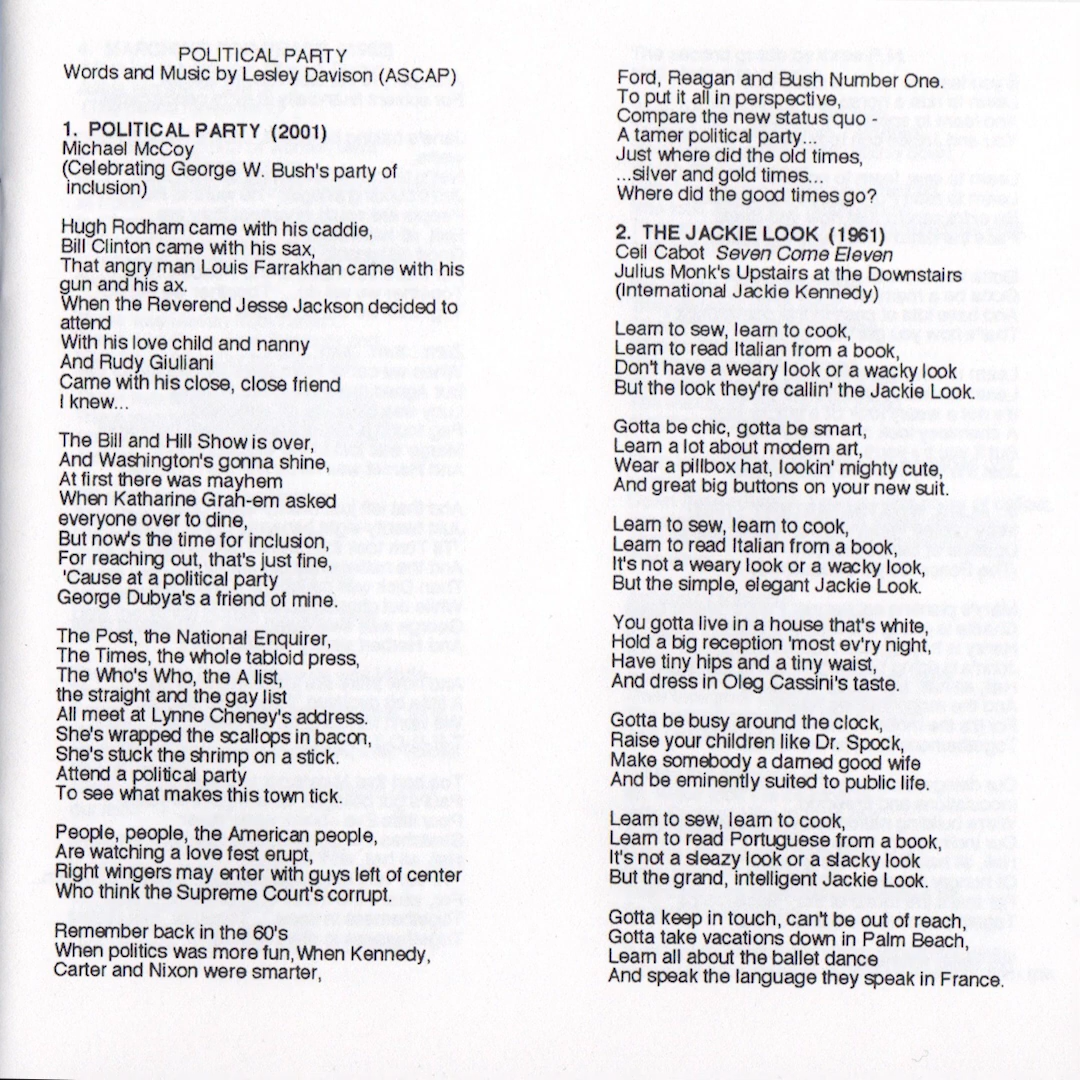 POLITICAL PARTY
Words and Music by Lesley Davison (ASCAP)
1. POLITICAL PARTY (2001)
Michael McCoy
(Celebrating George W. Bush's party of
inclusion)
Hugh Rodham came with his caddie,
Bill Clinton came with his sax,
That angry man Louis Farrakhan came with his
gun and his ax.
When the Reverend Jesse Jackson decided to
attend
With his love child and nanny
And Rudy Giuliani
Came with his close, close friend
I knew...
The Bill and Hill Show is over,
And Washington's gonna shine,
At first there was mayhem
When Katharine Grah-em asked
everyone over to dine,
But now's the time for inclusion,
For reaching out, that's just fine,
'Cause at a political party
George Dubya's a friend of mine.
The Post, the National Enquirer,
The Times, the whole tabloid press,
The Who's Who, the A list,
the straight and the gay list
All meet at Lynne Cheney's address.
She's wrapped the scallops in bacon,
She's stuck the shrimp on a stick.
Attend a political party
To see what makes this town tick.
People, people, the American people,
Are watching a love fest erupt,
Right wingers may enter with guys left of center
Who think the Supreme Court's corrupt.
Remember back in the 60's
When politics was more fun,When Kennedy,
Carter and Nixon were smarter,
Ford, Reagan and Bush Number One.
To put it all in perspective,
Compare the new status quo -
A tamer political party...
Just where did the old times,
...silver and gold times...
Where did the good times go?
2. THE JACKIE LOOK (1961)
Ceil Cabot Seven Come Eleven
Julius Monk's Upstairs at the Downstairs
(International Jackie Kennedy)
Learn to sew, learn to cook,
Learn to read Italian from a book,
Don't have a weary look or a wacky look
But the look they're callin' the Jackie Look.
Gotta be chic, gotta be smart,
Learn a lot about modern art,
Wear a pillbox hat, lookin' mighty cute,
And great big buttons on your new suit.
Learn to sew, learn to cook,
Learn to read Italian from a book,
It's not a weary look or a wacky look,
But the simple, elegant Jackie Look.
You gotta live in a house that's white,
Hold a big reception 'most ev'ry night,
Have tiny hips and a tiny waist,
And dress in Oleg Cassini's taste.
Gotta be busy around the clock,
Raise your children like Dr. Spock,
Make somebody a darned good wife
And be eminently suited to public life.
Learn to sew, learn to cook,
Learn to read Portuguese from a book,
It's not a sleazy look or a slacky look
But the grand, intelligent Jackie Look.
Gotta keep in touch, can't be out of reach,
Gotta take vacations down in Palm Beach,
Learn all about the ballet dance
And speak the language they speak in France.